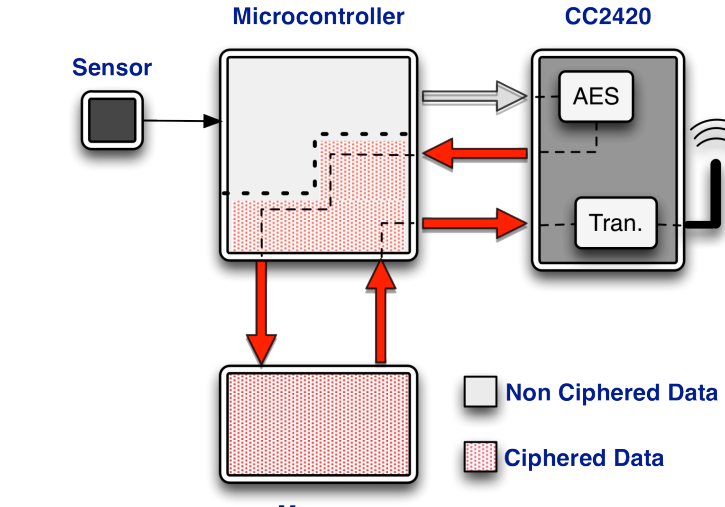 Microcontroller
CC2420
Sensor
AES
Tran.
Non Ciphered Data
Ciphered Data